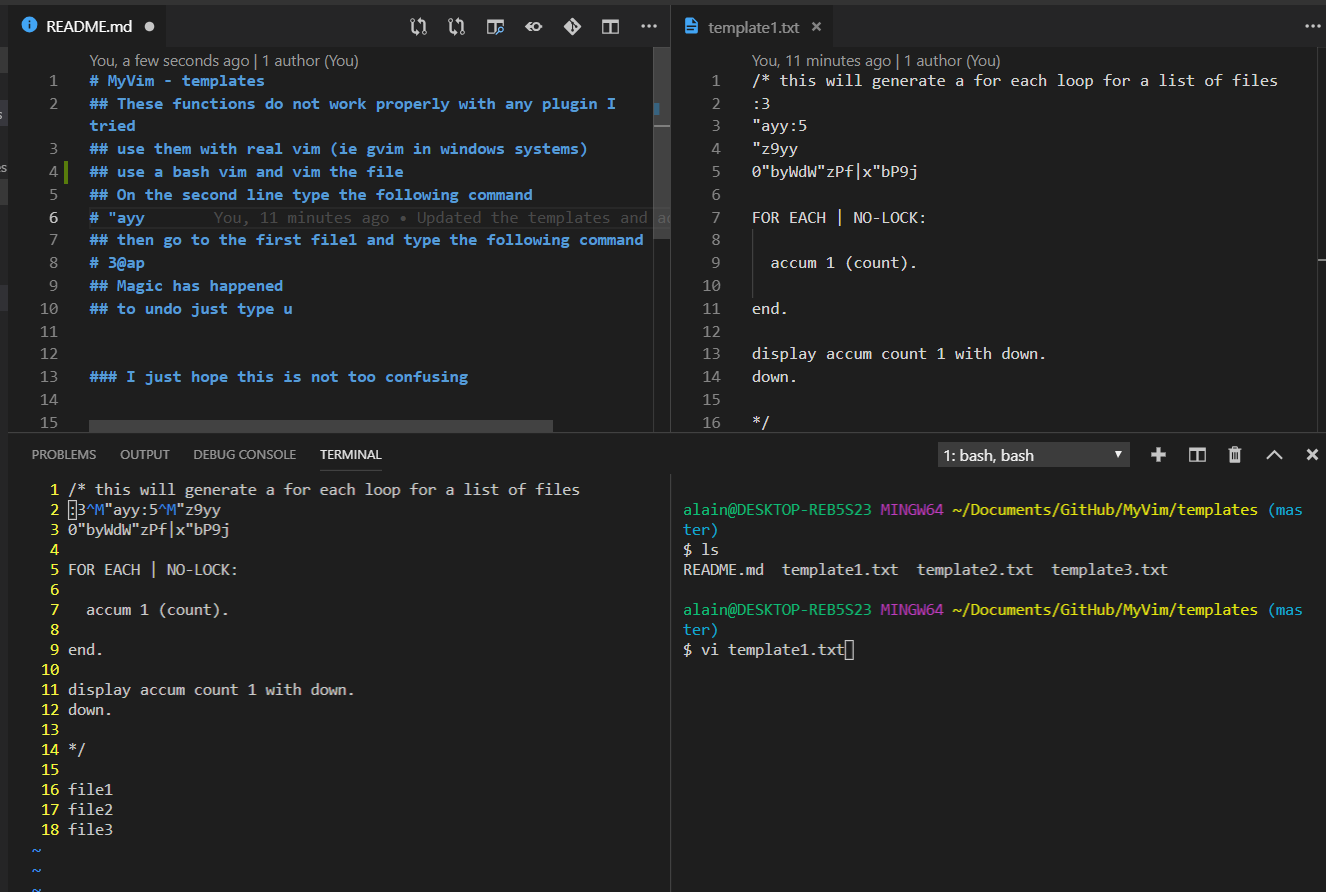 README.md
template1.txt
You, a few seconds ago | 1 author (You)
1 # MyVim - templates
2 ## These functions do not work properly with any plugin I
tried
3 ## use them with real vim (ie gvim in windows systems)
4 ## use a bash vim and vim the file
5 ## On the second line type the following command
6 # "ayy You, 11 minutes ago • Updated the templates and ad
7 ## then go to the first file1 and type the following command
8 # 3@ap
9 ## Magic has happened
10 ## to undo just type u
11
12
13 ### I just hope this is not too confusing
14
15
You, 11 minutes ago | 1 author (You)
1 /* this will generate a for each loop for a list of files
2 :3
3 "ayy:5
4 "z9yy
5 0"byWdW"zPf|x"bP9j
6
7 FOR EACH | NO-LOCK:
8
9 accum 1 (count).
10
11 end.
12
13 display accum count 1 with down.
14 down.
15
16 */
PROBLEMS OUTPUT DEBUG CONSOLE TERMINAL
1: bash, bash
1 /* this will generate a for each loop for a list of files
2 :3^M"ayy:5^M"z9yy
3 0"byWdW"zPf|x"bP9j
4
5 FOR EACH | NO-LOCK:
6
7 accum 1 (count).
8
9 end.
10
11 display accum count 1 with down.
12 down.
13
14 */
15
16 file1
17 file2
18 file3
~
~
~
alain@DESKTOP-REB5S23 MINGW64 ~/Documents/GitHub/MyVim/templates (mas
ter)
$ ls
README.md template1.txt template2.txt template3.txt
alain@DESKTOP-REB5S23 MINGW64 ~/Documents/GitHub/MyVim/templates (mas
ter)
$ vi template1.txt